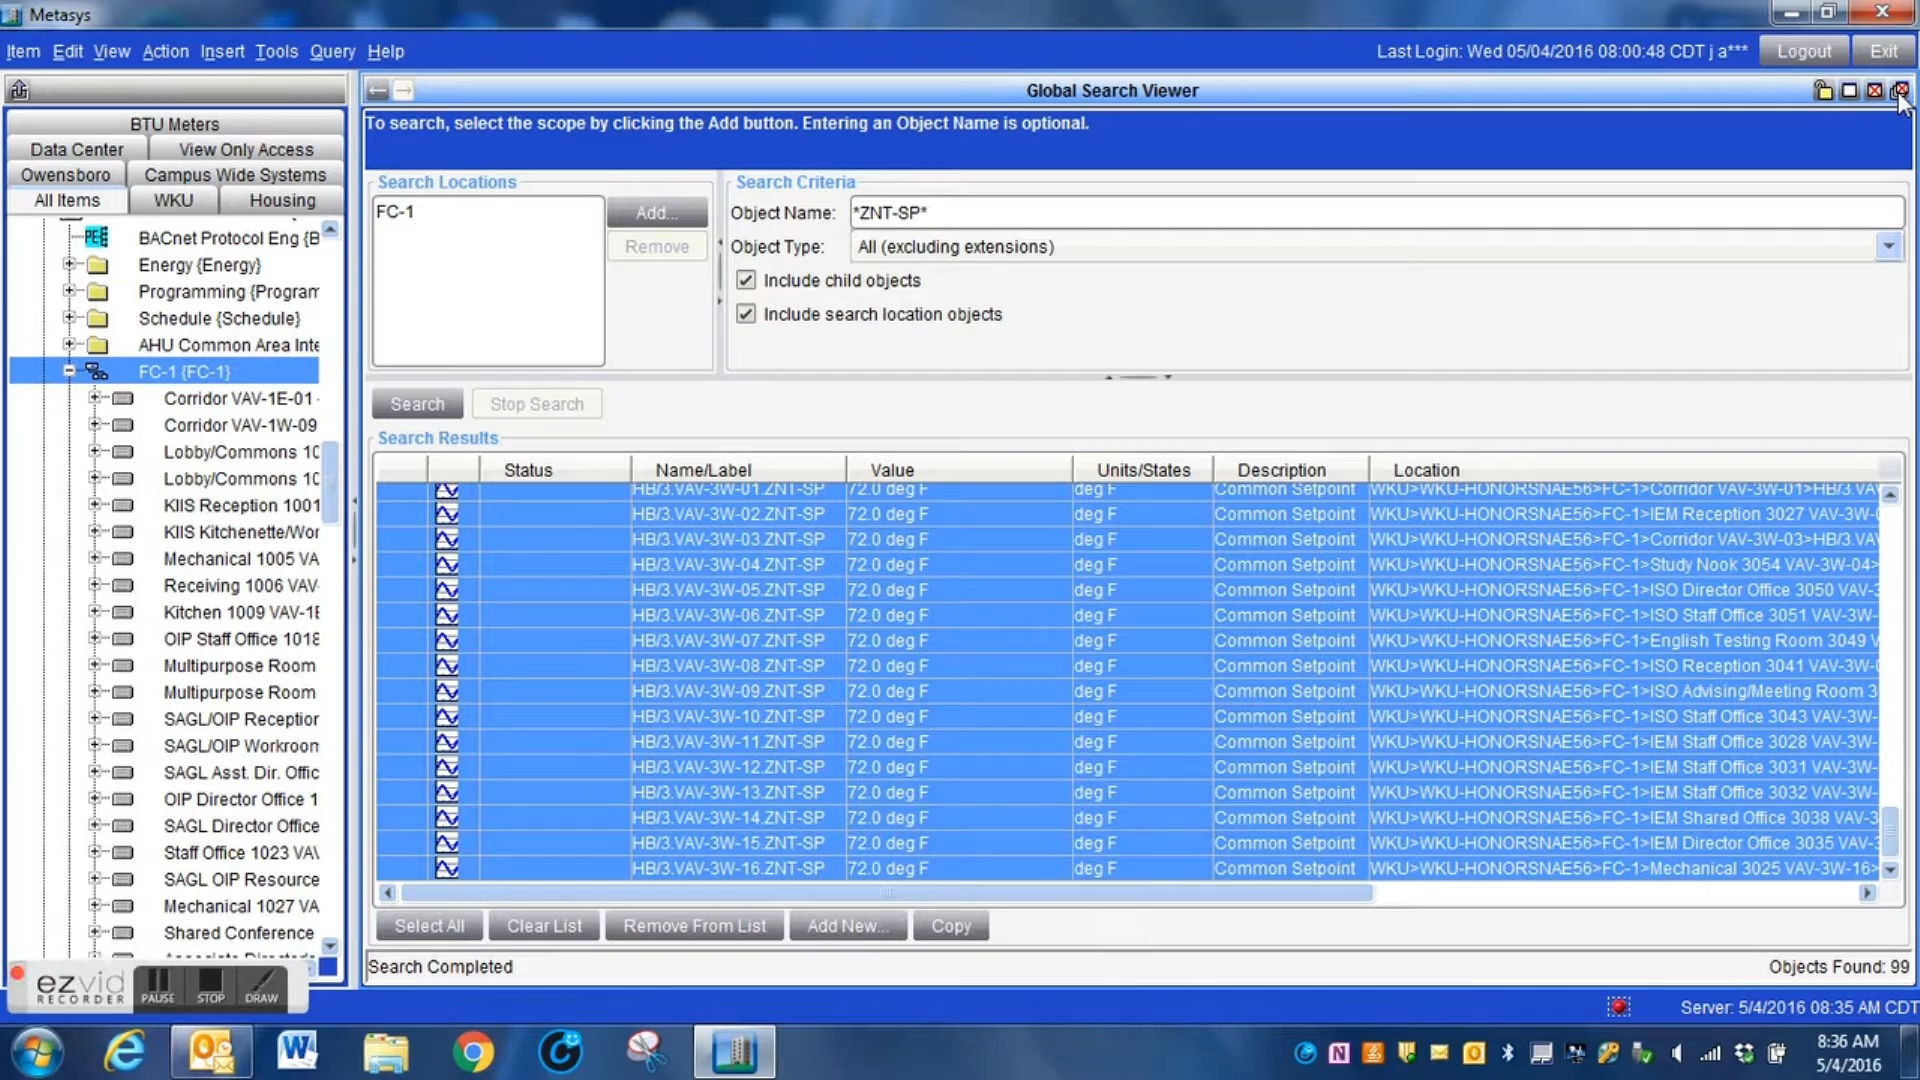 Metasys
Item Edit View Action Insert Tools Query Help
Last Login: Wed 05/04/2016 08:00:48 CDT j a***
Logout
Exit
Global Search Viewer
To search, select the scope by clicking the Add button. Entering an Object Name is optional.
BTU Meters
Data Center
View Only Access
Owensboro
Campus Wide Systems
All Items
WKU
Housing
BACnet Protocol Eng {B
Energy {Energy}
Programming {Program
Schedule {Schedule}
AHU Common Area Inte
FC-1 {FC-1}
Corridor VAV-1E-01 -
Corridor VAV-1W-09
Lobby/Commons 10
Lobby/Commons 10
KIIS Reception 1001
KIIS Kitchenette/Wor
Mechanical 1005 VA
Receiving 1006 VAV-
Kitchen 1009 VAV-1E
OIP Staff Office 1018
Multipurpose Room
Multipurpose Room
SAGL/OIP Reception
SAGL/OIP Workroom
SAGL Asst. Dir. Offic
OIP Director Office 1
SAGL Director Office
Staff Office 1023 VAV
SAGL OIP Resource
Mechanical 1027 VA
Shared Conference
Search Locations
FC-1
Add...
Remove
Search Criteria
Object Name: *ZNT-SP*
Object Type: All (excluding extensions)
Include child objects
Include search location objects
Search
Stop Search
Search Results
Status Name/Label Value Units/States Description Location
HB/3.VAV-3W-01.ZNT-SP 72.0 deg F deg F Common Setpoint WKU>WKU-HONORSNAE56>FC-1>Corridor VAV-3W-01>HB/3.VAV
HB/3.VAV-3W-02.ZNT-SP 72.0 deg F deg F Common Setpoint WKU>WKU-HONORSNAE56>FC-1>IEM Reception 3027 VAV-3W-0
HB/3.VAV-3W-03.ZNT-SP 72.0 deg F deg F Common Setpoint WKU>WKU-HONORSNAE56>FC-1>Corridor VAV-3W-03>HB/3.VAV
HB/3.VAV-3W-04.ZNT-SP 72.0 deg F deg F Common Setpoint WKU>WKU-HONORSNAE56>FC-1>Study Nook 3054 VAV-3W-04>
HB/3.VAV-3W-05.ZNT-SP 72.0 deg F deg F Common Setpoint WKU>WKU-HONORSNAE56>FC-1>ISO Director Office 3050 VAV-3
HB/3.VAV-3W-06.ZNT-SP 72.0 deg F deg F Common Setpoint WKU>WKU-HONORSNAE56>FC-1>ISO Staff Office 3051 VAV-3W-
HB/3.VAV-3W-07.ZNT-SP 72.0 deg F deg F Common Setpoint WKU>WKU-HONORSNAE56>FC-1>English Testing Room 3049 V
HB/3.VAV-3W-08.ZNT-SP 72.0 deg F deg F Common Setpoint WKU>WKU-HONORSNAE56>FC-1>ISO Reception 3041 VAV-3W-0
HB/3.VAV-3W-09.ZNT-SP 72.0 deg F deg F Common Setpoint WKU>WKU-HONORSNAE56>FC-1>ISO Advising/Meeting Room 3
HB/3.VAV-3W-10.ZNT-SP 72.0 deg F deg F Common Setpoint WKU>WKU-HONORSNAE56>FC-1>ISO Staff Office 3043 VAV-3W-
HB/3.VAV-3W-11.ZNT-SP 72.0 deg F deg F Common Setpoint WKU>WKU-HONORSNAE56>FC-1>IEM Staff Office 3028 VAV-3W-
HB/3.VAV-3W-12.ZNT-SP 72.0 deg F deg F Common Setpoint WKU>WKU-HONORSNAE56>FC-1>IEM Staff Office 3031 VAV-3W-
HB/3.VAV-3W-13.ZNT-SP 72.0 deg F deg F Common Setpoint WKU>WKU-HONORSNAE56>FC-1>IEM Staff Office 3032 VAV-3W-
HB/3.VAV-3W-14.ZNT-SP 72.0 deg F deg F Common Setpoint WKU>WKU-HONORSNAE56>FC-1>IEM Shared Office 3038 VAV-3
HB/3.VAV-3W-15.ZNT-SP 72.0 deg F deg F Common Setpoint WKU>WKU-HONORSNAE56>FC-1>IEM Director Office 3035 VAV-3
HB/3.VAV-3W-16.ZNT-SP 72.0 deg F deg F Common Setpoint WKU>WKU-HONORSNAE56>FC-1>Mechanical 3025 VAV-3W-16>
Select All
Clear List
Remove From List
Add New...
Copy
Search Completed
Objects Found: 99
ezvid
RECORDER
PAUSE
STOP
DRAW
Server: 5/4/2016 08:35 AM CDT
8:36 AM
5/4/2016